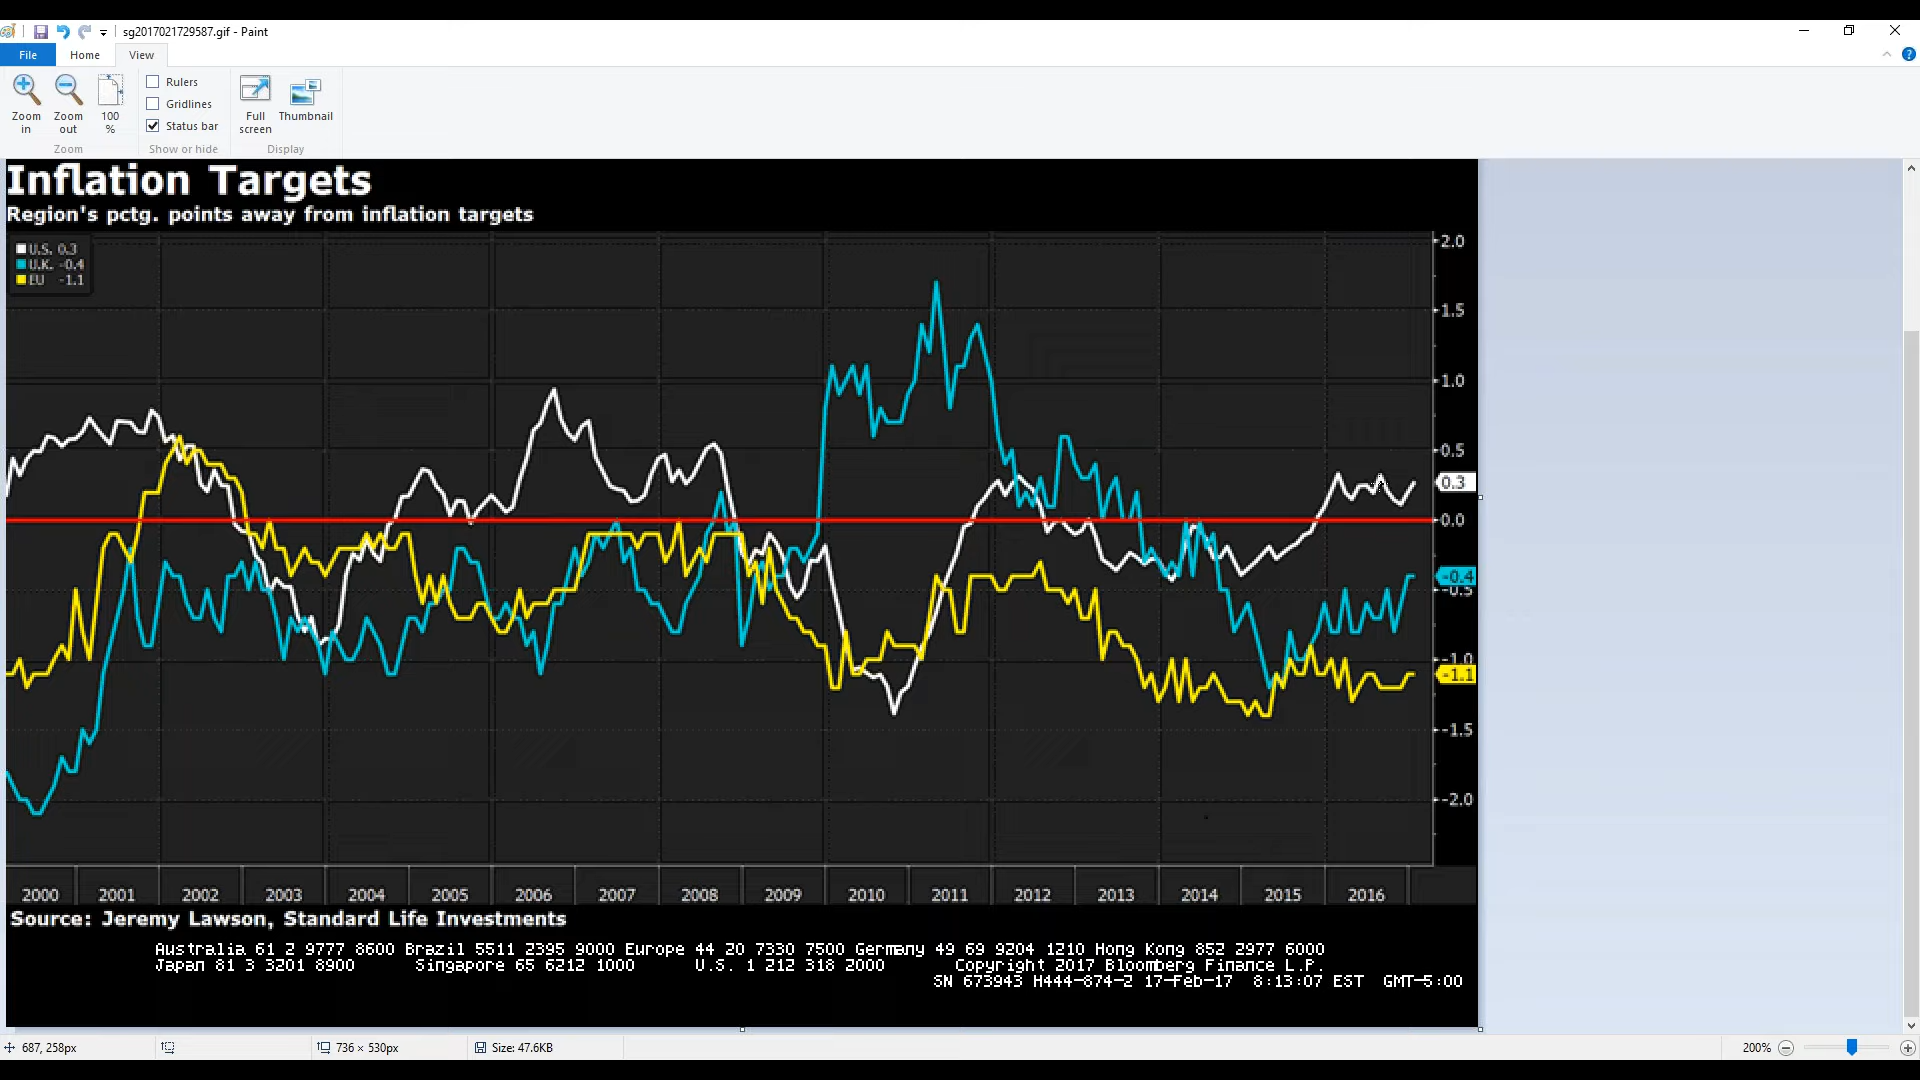 sg2017021729587.gif - Paint
File Home View
Zoom in
Zoom out
100 %
Rulers
Gridlines
Status bar
Full screen
Thumbnail
Zoom
Show or hide
Display
Inflation Targets
Region's pctg. points away from inflation targets
U.S. 0.3
U.K. -0.4
EU -1.1
2.0
1.5
1.0
0.5
0.3
0.0
-0.4
-0.5
-1.0
-1.1
-1.5
-2.0
2000 2001 2002 2003 2004 2005 2006 2007 2008 2009 2010 2011 2012 2013 2014 2015 2016
Source: Jeremy Lawson, Standard Life Investments
Australia 61 2 9777 8600 Brazil 5511 2395 9000 Europe 44 20 7330 7500 Germany 49 69 9204 1210 Hong Kong 852 2977 6000
Japan 81 3 3201 8900 Singapore 65 6212 1000 U.S. 1 212 318 2000 Copyright 2017 Bloomberg Finance L.P.
SN 673943 H444-874-2 17-Feb-17 8:13:07 EST GMT-5:00
687, 258px 736 × 530px Size: 47.6KB 200%